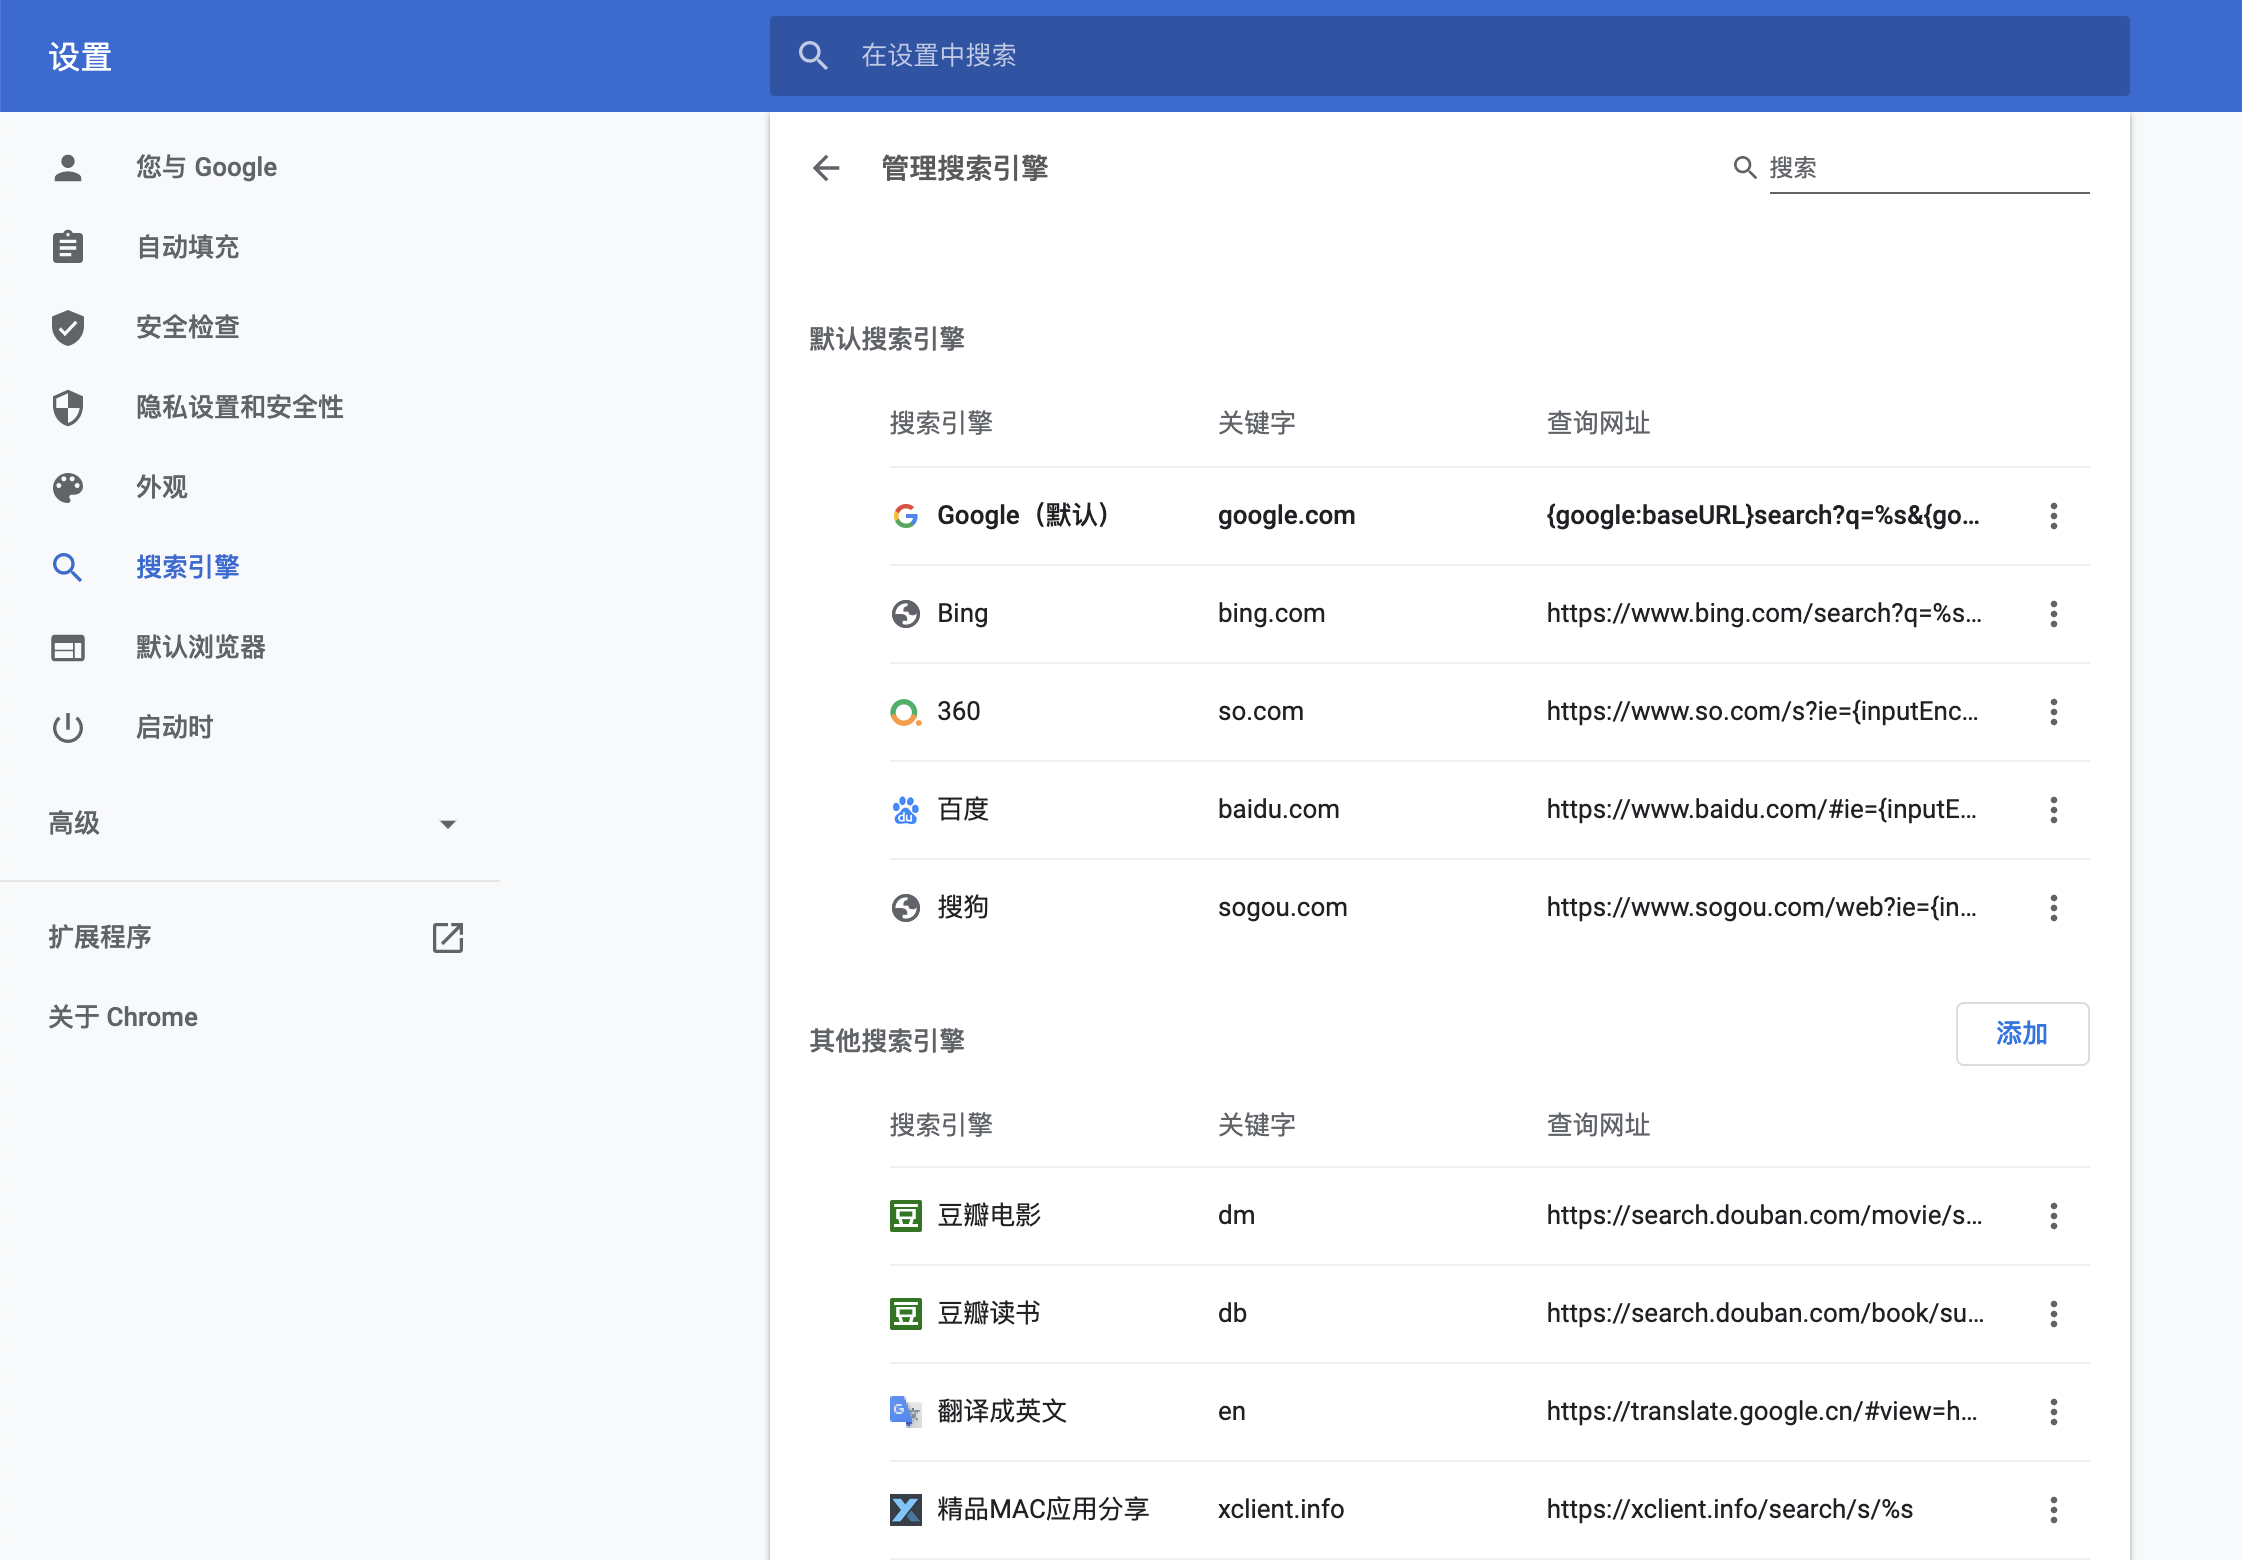 设置
在设置中搜索
您与 Google
自动填充
安全检查
隐私设置和安全性
外观
搜索引擎
默认浏览器
启动时
高级
扩展程序
关于 Chrome
管理搜索引擎
搜索
默认搜索引擎
搜索引擎 关键字 查询网址
Google（默认） google.com {google:baseURL}search?q=%s&{go...
Bing bing.com https://www.bing.com/search?q=%s...
360 so.com https://www.so.com/s?ie={inputEnc...
百度 baidu.com https://www.baidu.com/#ie={inputE...
搜狗 sogou.com https://www.sogou.com/web?ie={in...
其他搜索引擎
添加
搜索引擎 关键字 查询网址
豆瓣电影 dm https://search.douban.com/movie/s...
豆瓣读书 db https://search.douban.com/book/su...
翻译成英文 en https://translate.google.cn/#view=h...
精品MAC应用分享 xclient.info https://xclient.info/search/s/%s